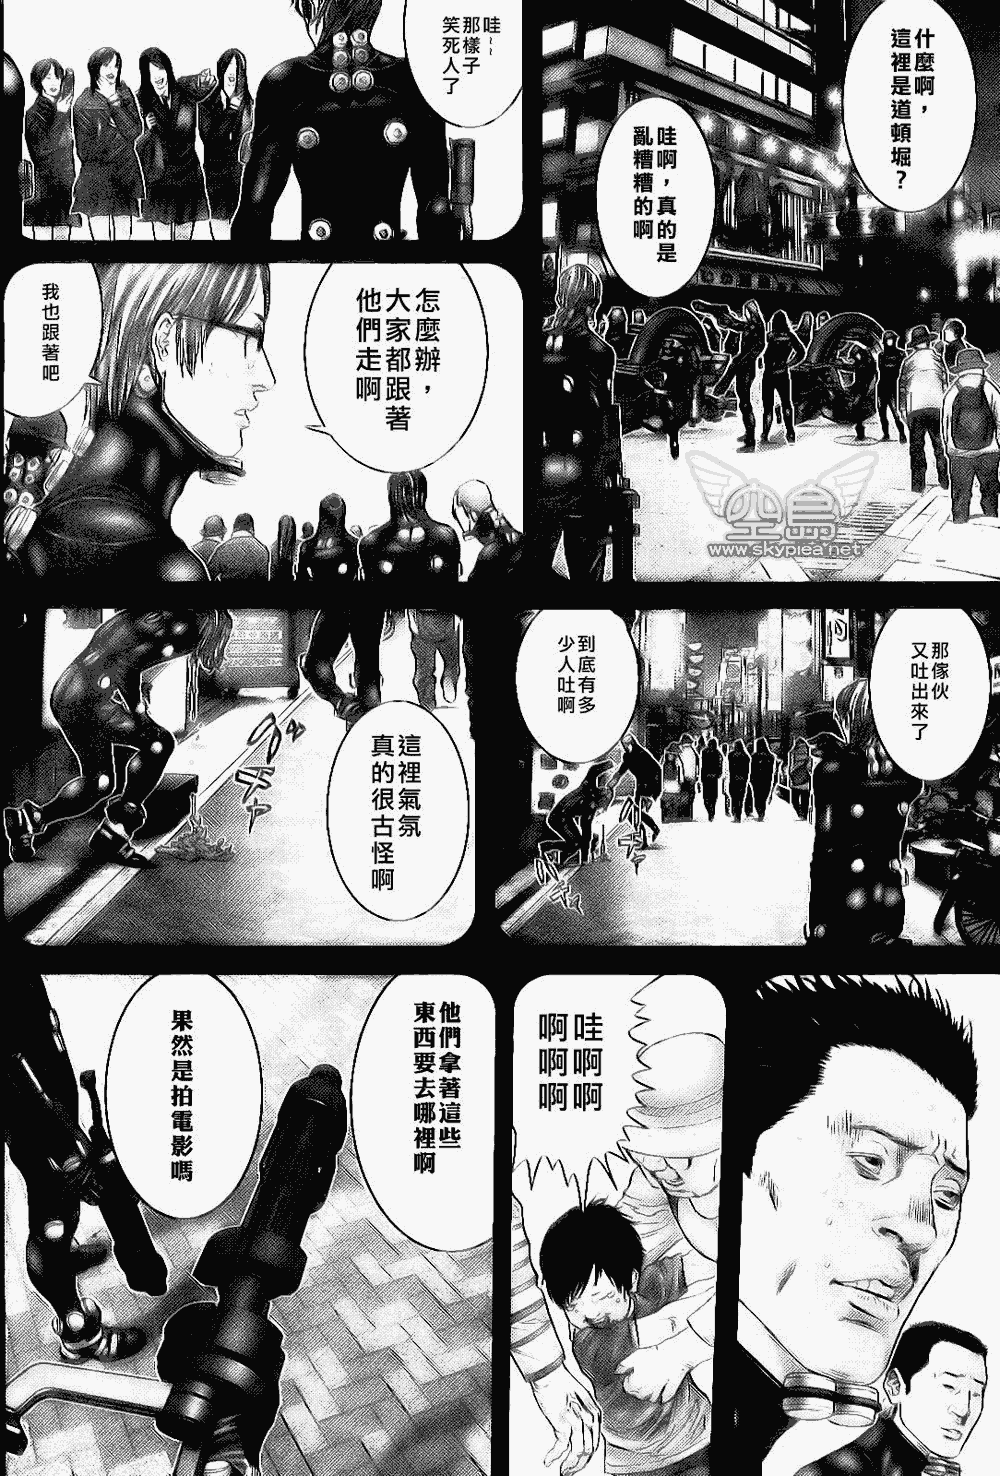 什麼啊，
這裡是道頓堀？
哇啊，真的是
亂糟糟的啊
哇~
那樣子
笑死人了
怎麼辦，
大家都跟著
他們走啊
我也跟著吧
空島
www.skypiea.net
那傢伙
又吐出來了
到底有多
少人吐啊
這裡氣氛
真的很古怪啊
哇啊啊
啊啊啊
他們拿著這些
東西要去哪裡啊
果然是拍電影嗎